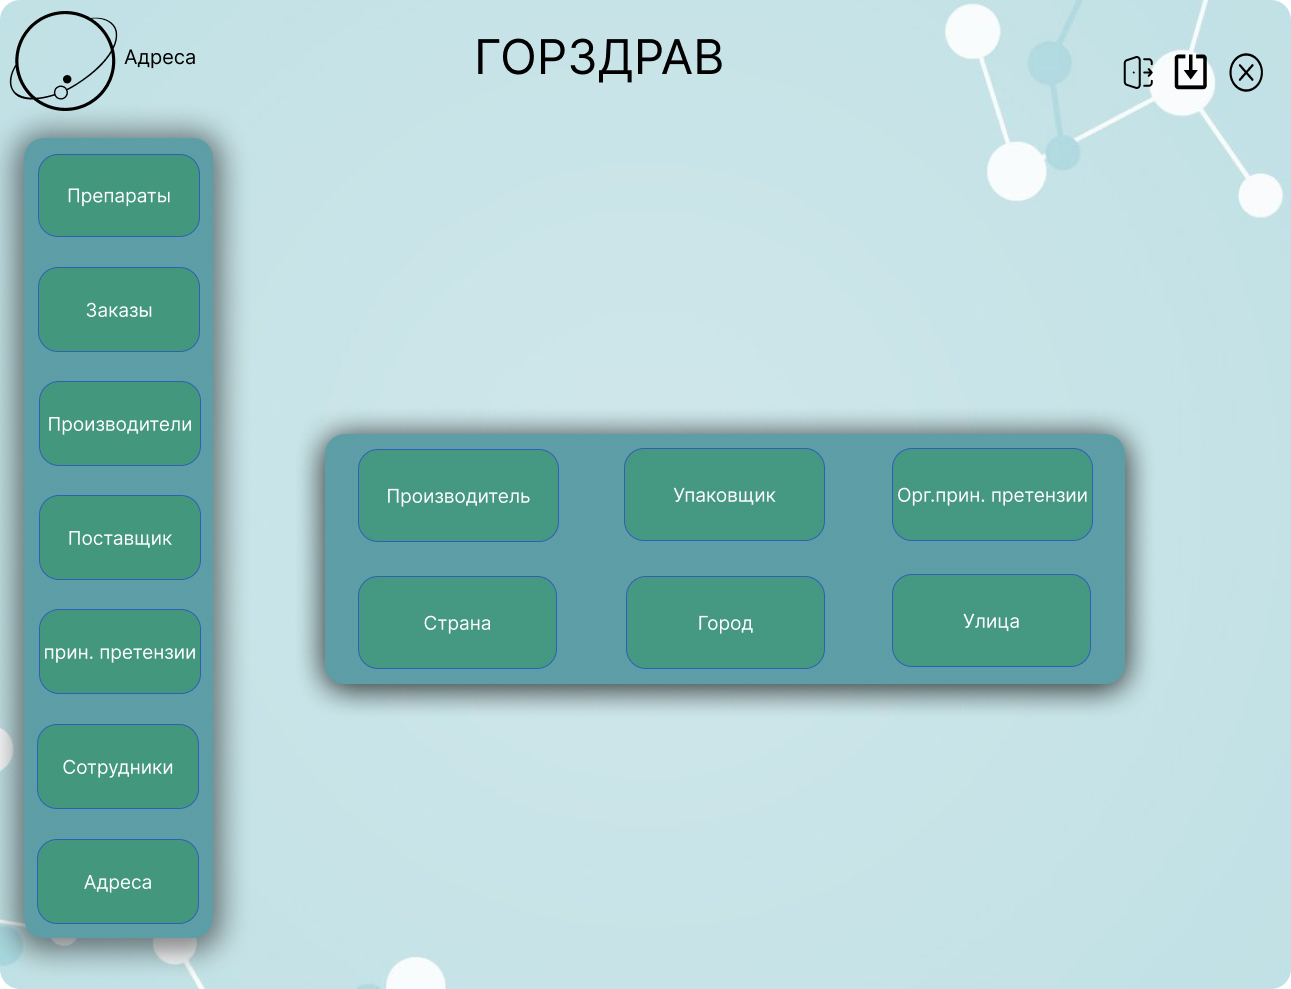 Адреса
ГОРЗДРАВ
Препараты
Заказы
Производители
Поставщик
прин. претензии
Сотрудники
Адреса
Производитель
Упаковщик
Орг.прин. претензии
Страна
Город
Улица